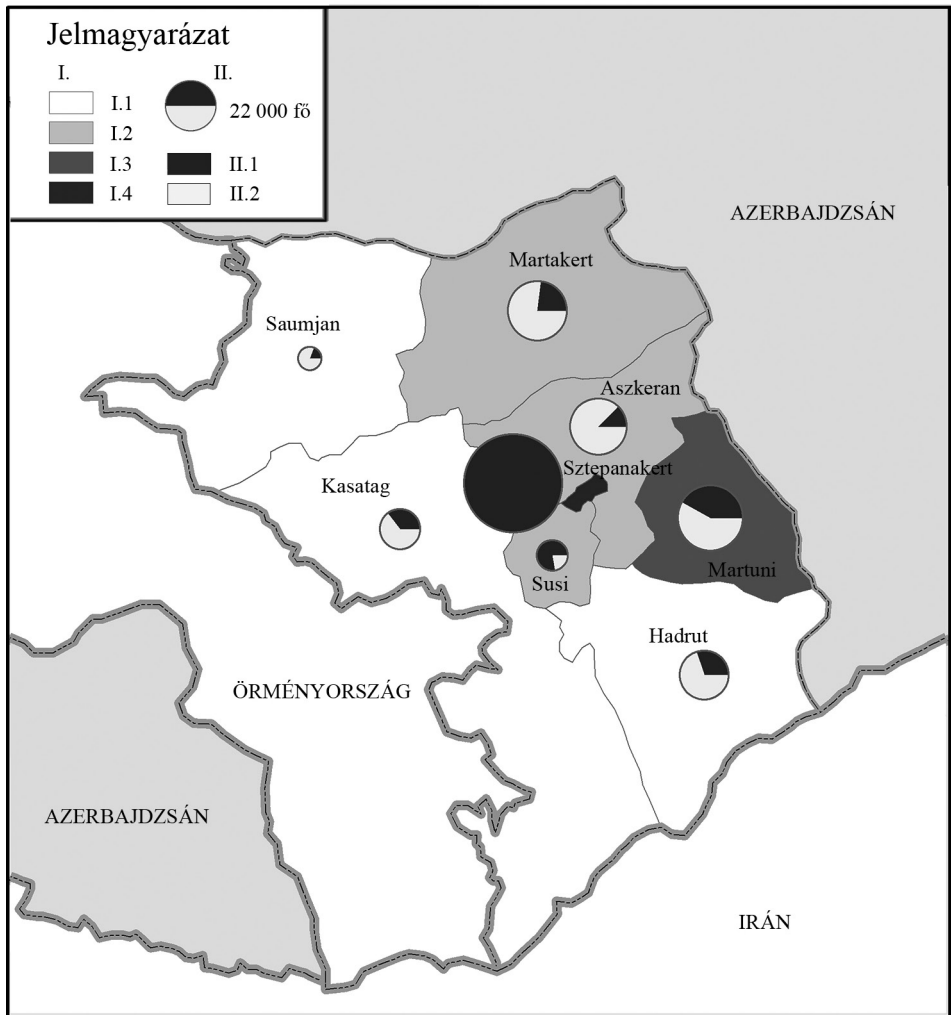 Jelmagyarázat
I.
II.
I.1
I.2
I.3
I.4
22 000 fő
II.1
II.2
AZERBAJDZSÁN
Martakert
Saumjan
Aszkeran
Sztepanakert
Kasatag
Susi
Martuni
Hadrut
ÖRMÉNYORSZÁG
AZERBAJDZSÁN
IRÁN